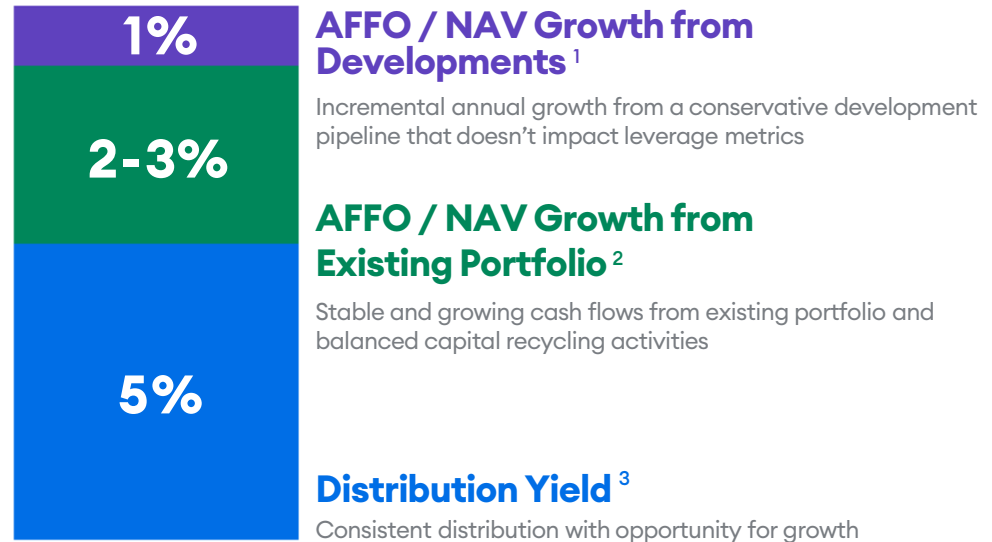 1%
AFFO / NAV Growth from
Developments 1
Incremental annual growth from a conservative development
pipeline that doesn’t impact leverage metrics
2-3%
AFFO / NAV Growth from
Existing Portfolio 2
Stable and growing cash flows from existing portfolio and
balanced capital recycling activities
5%
Distribution Yield 3
Consistent distribution with opportunity for growth